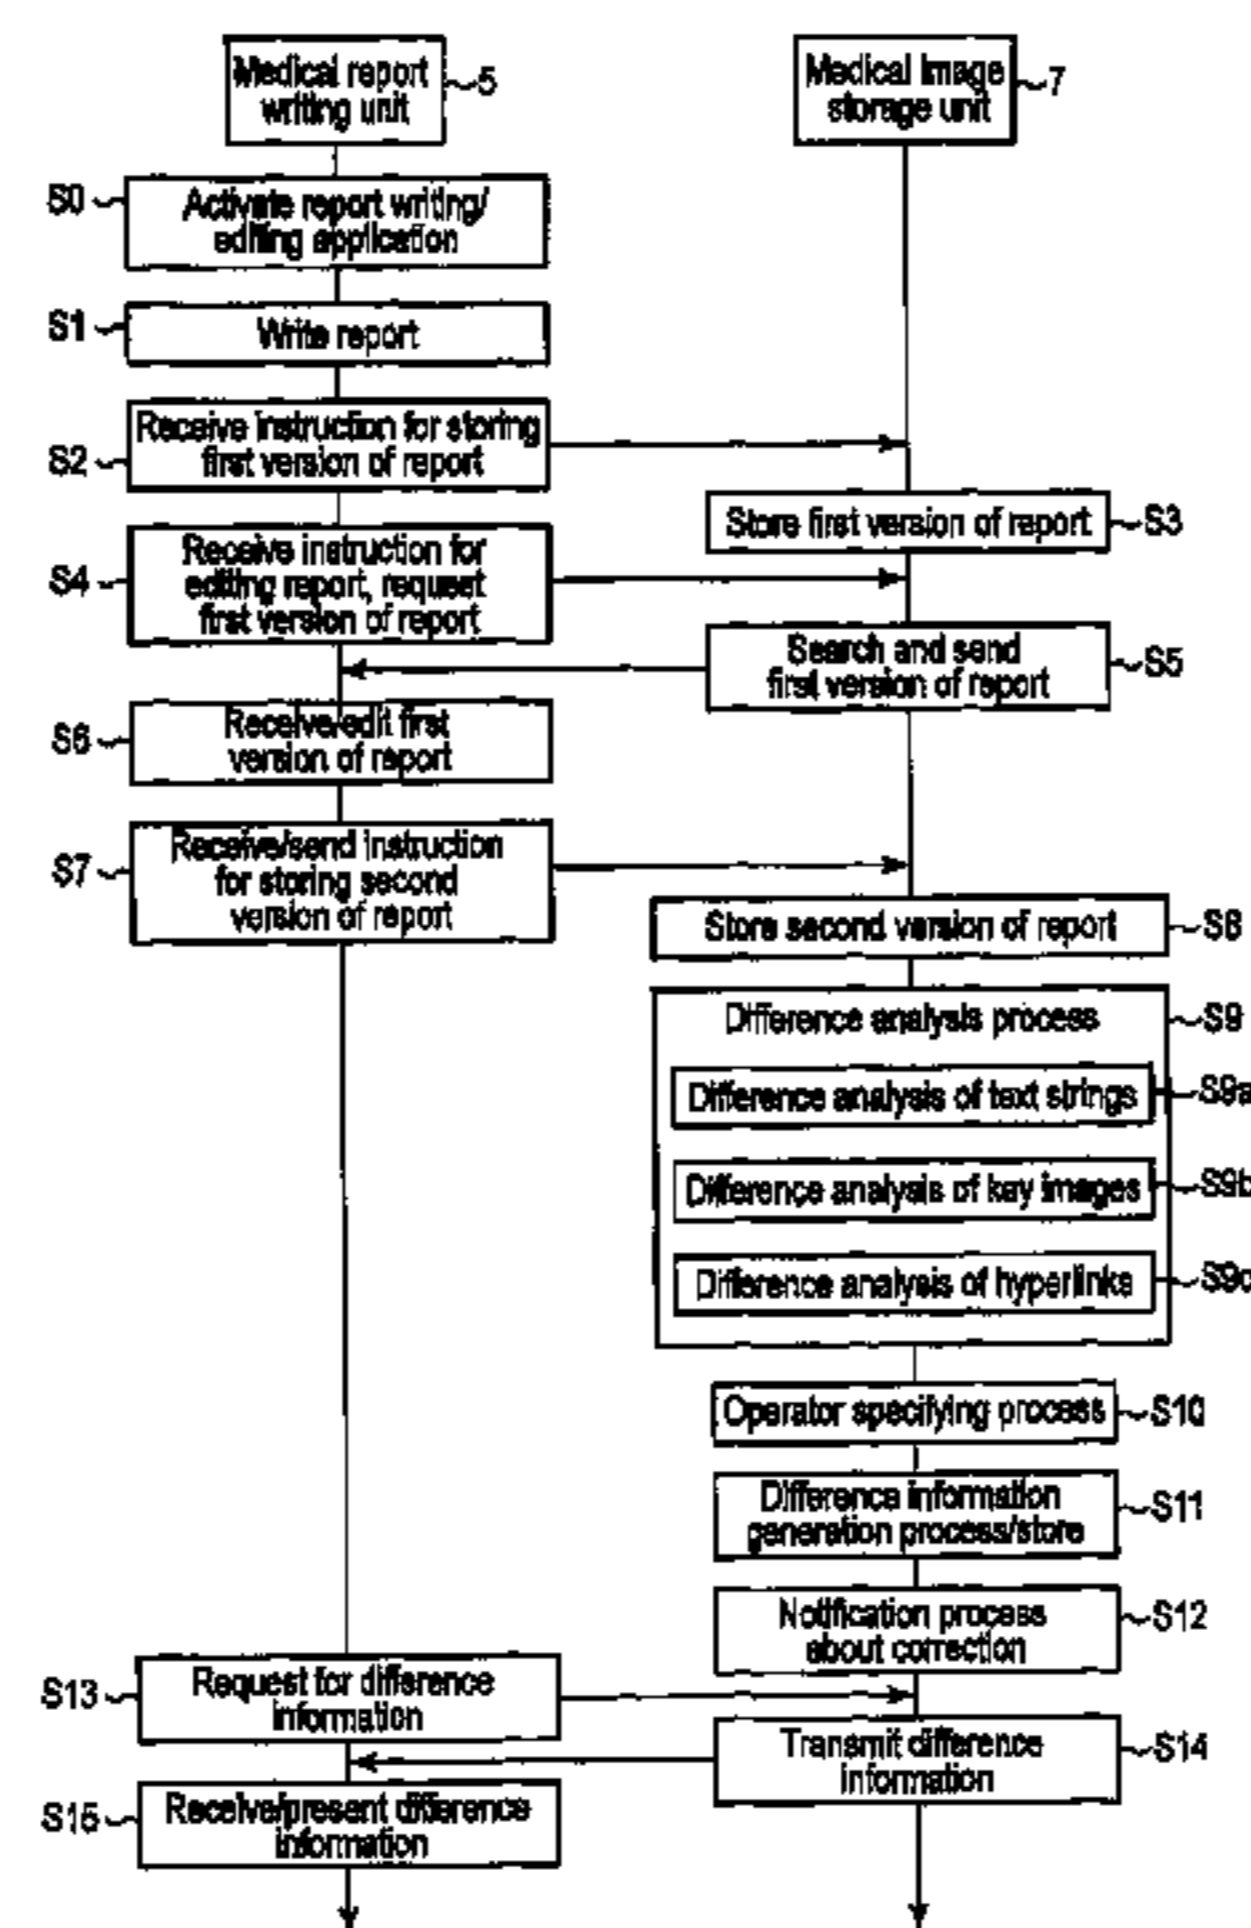 Medical report
writing unit
5
Medical image
storage unit
7
S0
Activate report writing/
editing application
S1
Write report
S2
Receive instruction for storing
first version of report
Store first version of report
S3
S4
Receive instruction for
editing report, request
first version of report
Search and send
first version of report
S5
S6
Receive/edit first
version of report
S7
Receive/send instruction
for storing second
version of report
Store second version of report
S8
Difference analysis process
S9
Difference analysis of text strings
S9a
Difference analysis of key images
S9b
Difference analysis of hyperlinks
S9c
Operator specifying process
S10
Difference information
generation process/store
S11
Notification process
about correction
S12
S13
Request for difference
information
Transmit difference
information
S14
S15
Receive/present difference
information